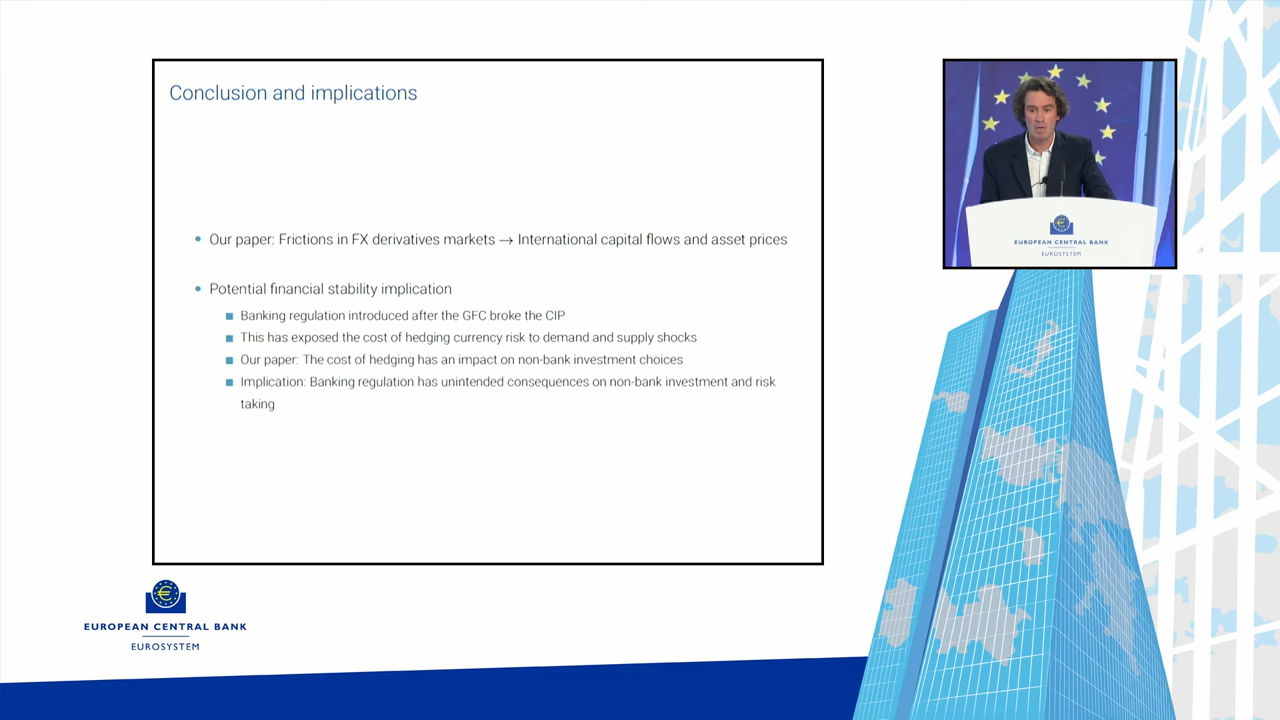 Conclusion and implications
• Our paper: Frictions in FX derivatives markets → International capital flows and asset prices
• Potential financial stability implication
■ Banking regulation introduced after the GFC broke the CIP
■ This has exposed the cost of hedging currency risk to demand and supply shocks
■ Our paper: The cost of hedging has an impact on non-bank investment choices
■ Implication: Banking regulation has unintended consequences on non-bank investment and risk
taking
EUROPEAN CENTRAL BANK
EUROSYSTEM
EUROPEAN CENTRAL BANK
EUROSYSTEM